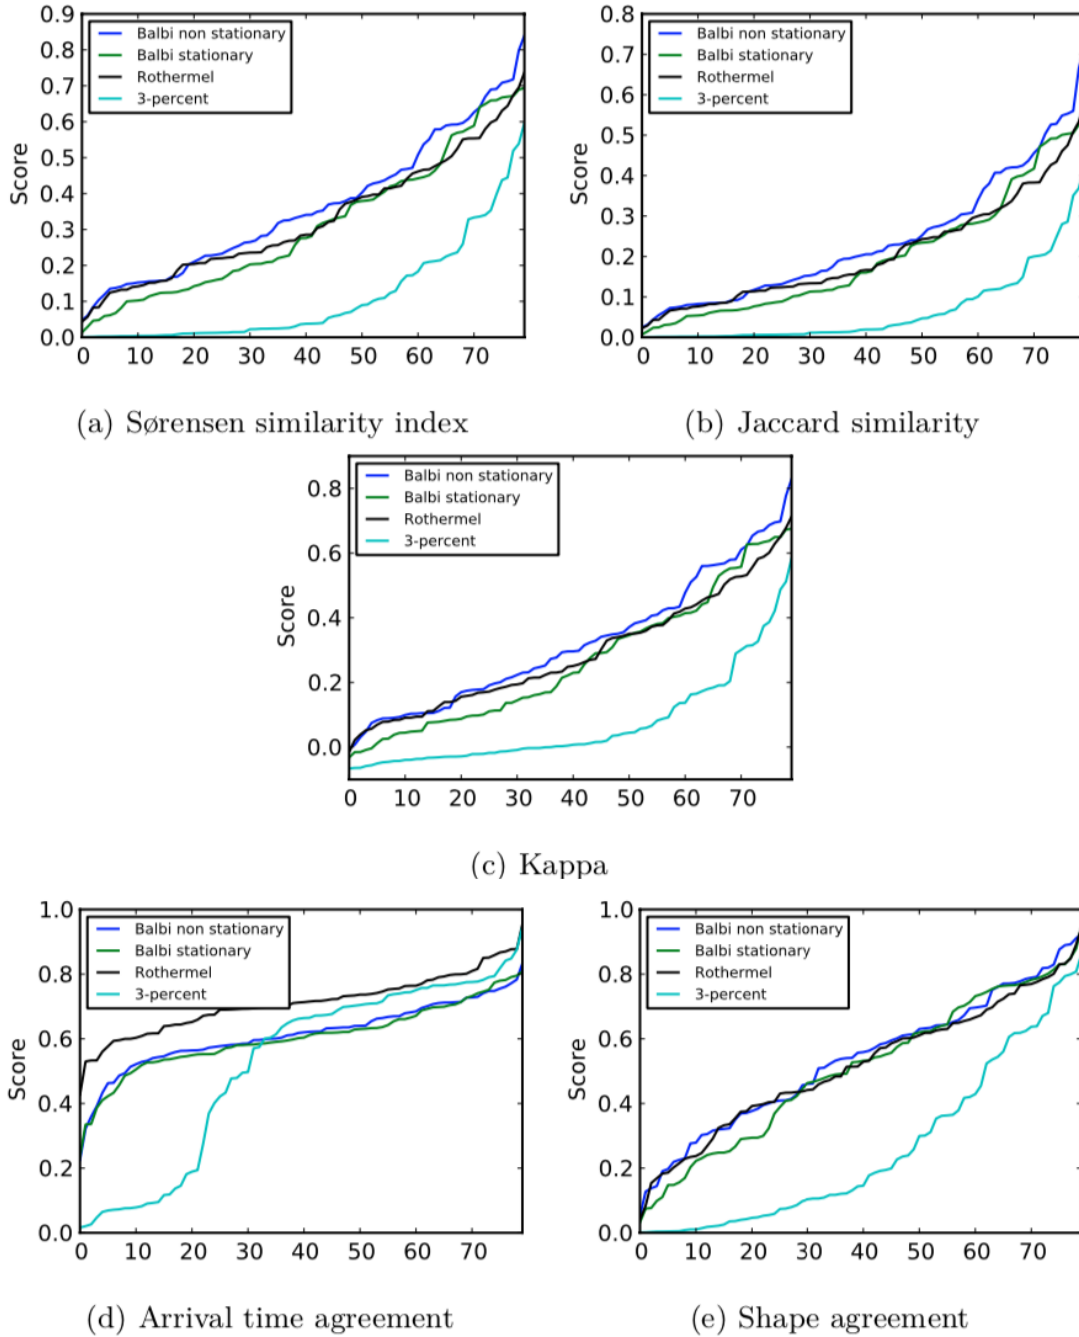 0.9
0.8
0.7
0.6
0.5
0.4
0.3
0.2
0.1
0.0
Score
Balbi non stationary
Balbi stationary
Rothermel
3-percent
0 10 20 30 40 50 60 70
(a) Sørensen similarity index
0.8
0.7
0.6
0.5
0.4
0.3
0.2
0.1
0.0
Score
Balbi non stationary
Balbi stationary
Rothermel
3-percent
0 10 20 30 40 50 60 70
(b) Jaccard similarity
0.8
0.6
0.4
0.2
0.0
Score
Balbi non stationary
Balbi stationary
Rothermel
3-percent
0 10 20 30 40 50 60 70
(c) Kappa
1.0
0.8
0.6
0.4
0.2
0.0
Score
Balbi non stationary
Balbi stationary
Rothermel
3-percent
0 10 20 30 40 50 60 70
(d) Arrival time agreement
1.0
0.8
0.6
0.4
0.2
0.0
Score
Balbi non stationary
Balbi stationary
Rothermel
3-percent
0 10 20 30 40 50 60 70
(e) Shape agreement